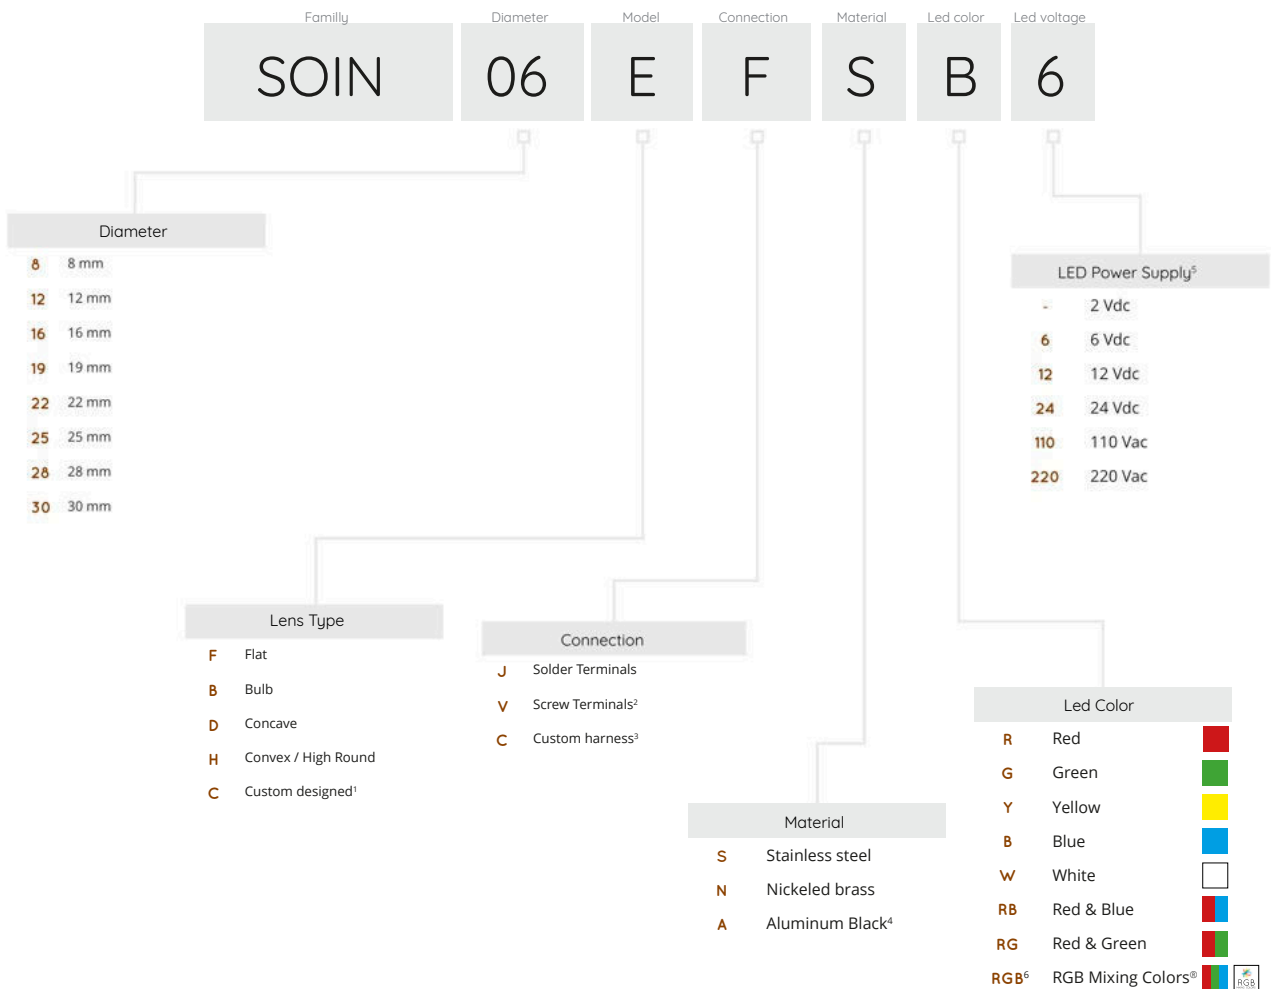 Familly Diameter Model Connection Material Led color Led voltage
SOIN 06 E F S B 6
Diameter
8 8 mm
12 12 mm
16 16 mm
19 19 mm
22 22 mm
25 25 mm
28 28 mm
30 30 mm
LED Power Supply⁵
- 2 Vdc
6 6 Vdc
12 12 Vdc
24 24 Vdc
110 110 Vac
220 220 Vac
Lens Type
F Flat
B Bulb
D Concave
H Convex / High Round
C Custom designed¹
Connection
J Solder Terminals
V Screw Terminals²
C Custom harness³
Material
S Stainless steel
N Nickeled brass
A Aluminum Black⁴
Led Color
R Red
G Green
Y Yellow
B Blue
W White
RB Red & Blue
RG Red & Green
RGB⁶ RGB Mixing Colors®
RGB